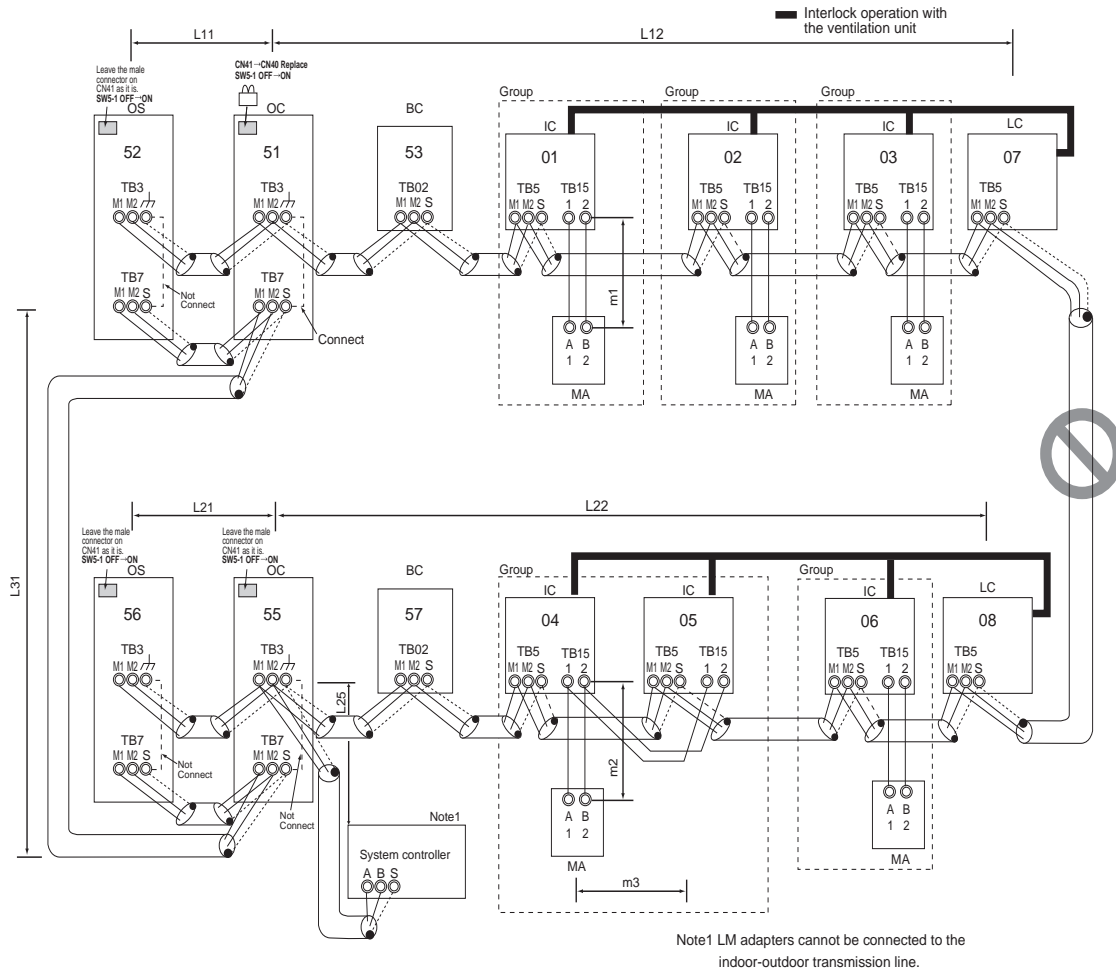 Interlock operation with
the ventilation unit
L11
L12
Leave the male
connector on
CN41 as it is.
SW5-1 OFF→ON
CN41→CN40 Replace
SW5-1 OFF→ON
OS
OC
BC
Group
Group
Group
IC
IC
IC
LC
52
51
53
01
02
03
07
TB3
TB3
TB02
TB5 TB15
TB5 TB15
TB5 TB15
TB5
M1 M2
M1 M2
M1 M2 S
M1 M2 S 1 2
M1 M2 S 1 2
M1 M2 S 1 2
M1 M2 S
TB7
TB7
M1 M2 S
M1 M2 S
Not
Connect
Connect
m1
A B
1 2
MA
A B
1 2
MA
A B
1 2
MA
L31
L21
L22
Leave the male
connector on
CN41 as it is.
SW5-1 OFF→ON
Leave the male
connector on
CN41 as it is.
SW5-1 OFF→ON
OS
OC
BC
Group
Group
IC
IC
IC
LC
56
55
57
04
05
06
08
TB3
TB3
TB02
TB5 TB15
TB5 TB15
TB5 TB15
TB5
M1 M2
M1 M2
M1 M2 S
M1 M2 S 1 2
M1 M2 S 1 2
M1 M2 S 1 2
M1 M2 S
L25
TB7
TB7
M1 M2 S
M1 M2 S
Not
Connect
Not
Connect
m2
Note1
System controller
A B S
A B
1 2
MA
A B
1 2
MA
m3
Note1 LM adapters cannot be connected to the
indoor-outdoor transmission line.